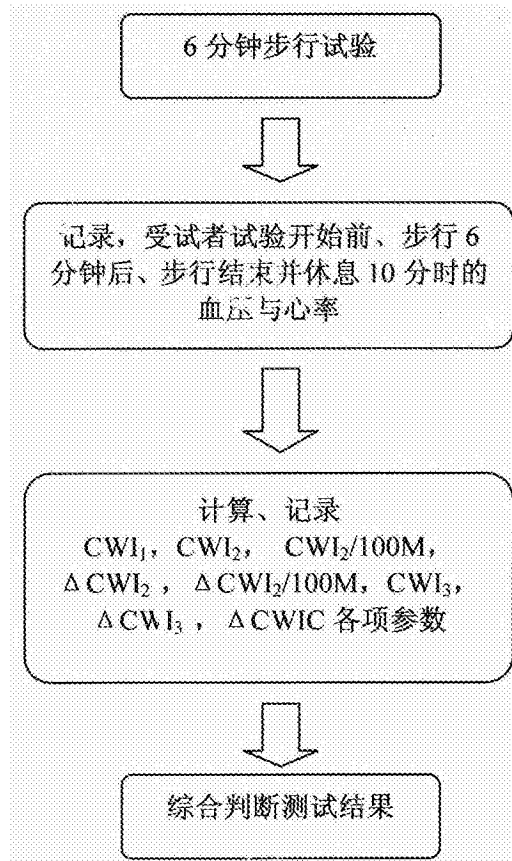 6 分钟步行试验
记录，受试者试验开始前、步行 6
分钟后、步行结束并休息 10 分时的
血压与心率
计算、记录
CWI₁，CWI₂， CWI₂/100M，
ΔCWI₂ ，ΔCWI₂/100M，CWI₃，
ΔCWI₃ ，ΔCWIC 各项参数
综合判断测试结果